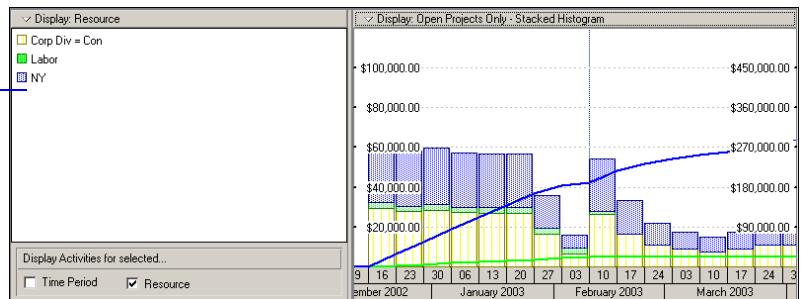 Display: Resource
Corp Div = Con
Labor
NY
Display Activities for selected...
Time Period Resource
Display: Open Projects Only - Stacked Histogram
$100,000.00 $450,000.00
$80,000.00 $360,000.00
$60,000.00 $270,000.00
$40,000.00 $180,000.00
$20,000.00 $90,000.00
9 16 23 30 06 13 20 27 03 10 17 24 03 10 17 24 3
ember 2002 January 2003 February 2003 March 2003